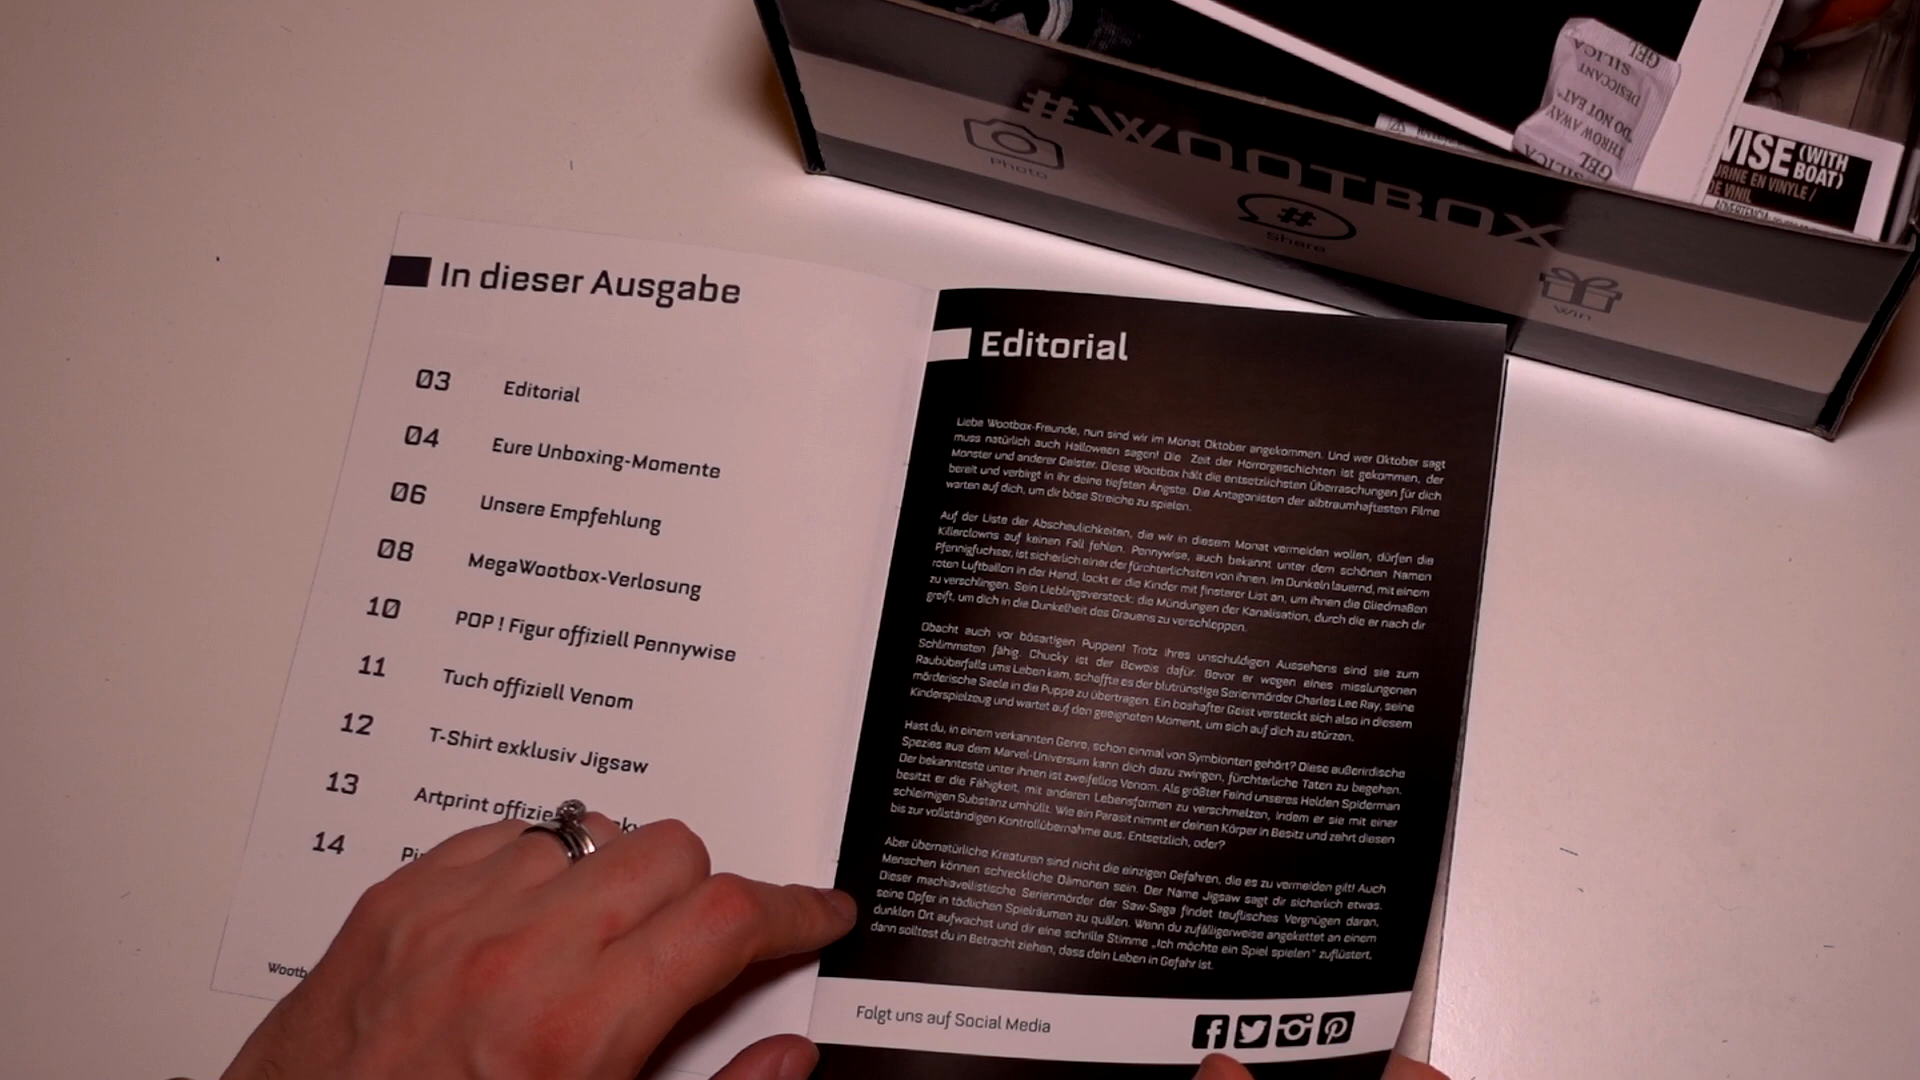 GEL
SILICA
DESICCANT
DO NOT EAT"
THROW AWAY
SILICA
GEL
#WOOTBOX
Photo
#
Share
Win
WISE (WITH
BOAT)
URINE EN VINYLE /
DE VINIL
ADVERTENCIA
In dieser Ausgabe
03 Editorial
04 Eure Unboxing-Momente
06 Unsere Empfehlung
08 MegaWootbox-Verlosung
10 POP ! Figur offiziell Pennywise
11 Tuch offiziell Venom
12 T-Shirt exklusiv Jigsaw
13 Artprint offizie ky
14 Pi
Wootb
Editorial
Liebe Wootbox-Freunde, nun sind wir im Monat Oktober angekommen. Und wer Oktober sagt
muss natürlich auch Halloween sagen! Die Zeit der Horrorgeschichten ist gekommen, der
Monster und anderer Geister. Diese Wootbox hält die entsetzlichsten Überraschungen für dich
bereit und verbirgt in ihr deine tiefsten Ängste. Die Antagonisten der albtraumhaftesten Filme
warten auf dich, um dir böse Streiche zu spielen.
Auf der Liste der Abscheulichkeiten, die wir in diesem Monat vermeiden wollen, dürfen die
Killerclowns auf keinen Fall fehlen. Pennywise, auch bekannt unter dem schönen Namen
Pfennigfuchser, ist sicherlich einer der fürchterlichsten von ihnen. Im Dunkeln lauernd, mit einem
roten Luftballon in der Hand, lockt er die Kinder mit finsterer List an, um ihnen die Gliedmaßen
zu verschlingen. Sein Lieblingsversteck: die Mündungen der Kanalisation, durch die er nach dir
greift, um dich in die Dunkelheit des Grauens zu verschleppen.
Obacht auch vor bösartigen Puppen! Trotz ihres unschuldigen Aussehens sind sie zum
Schlimmsten fähig. Chucky ist der Beweis dafür. Bevor er wegen eines misslungenen
Raubüberfalls ums Leben kam, schaffte es der blutrünstige Serienmörder Charles Lee Ray, seine
mörderische Seele in die Puppe zu übertragen. Ein boshafter Geist versteckt sich also in diesem
Kinderspielzeug und wartet auf den geeigneten Moment, um sich auf dich zu stürzen.
Hast du, in einem verkannten Genre, schon einmal von Symbionten gehört? Diese außerirdische
Spezies aus dem Marvel-Universum kann dich dazu zwingen, fürchterliche Taten zu begehen.
Der bekannteste unter ihnen ist zweifellos Venom. Als größter Feind unseres Helden Spiderman
besitzt er die Fähigkeit, mit anderen Lebensformen zu verschmelzen, indem er sie mit einer
schleimigen Substanz umhüllt. Wie ein Parasit nimmt er deinen Körper in Besitz und zehrt diesen
bis zur vollständigen Kontrollübernahme aus. Entsetzlich, oder?
Aber übernatürliche Kreaturen sind nicht die einzigen Gefahren, die es zu vermeiden gilt! Auch
Menschen können schreckliche Dämonen sein. Der Name Jigsaw sagt dir sicherlich etwas.
Dieser machiavellistische Serienmörder der Saw-Saga findet teuflisches Vergnügen daran,
seine Opfer in tödlichen Spielräumen zu quälen. Wenn du zufälligerweise angekettet an einem
dunklen Ort aufwachst und dir eine schrille Stimme „Ich möchte ein Spiel spielen" zuflüstert,
dann solltest du in Betracht ziehen, dass dein Leben in Gefahr ist.
Folgt uns auf Social Media